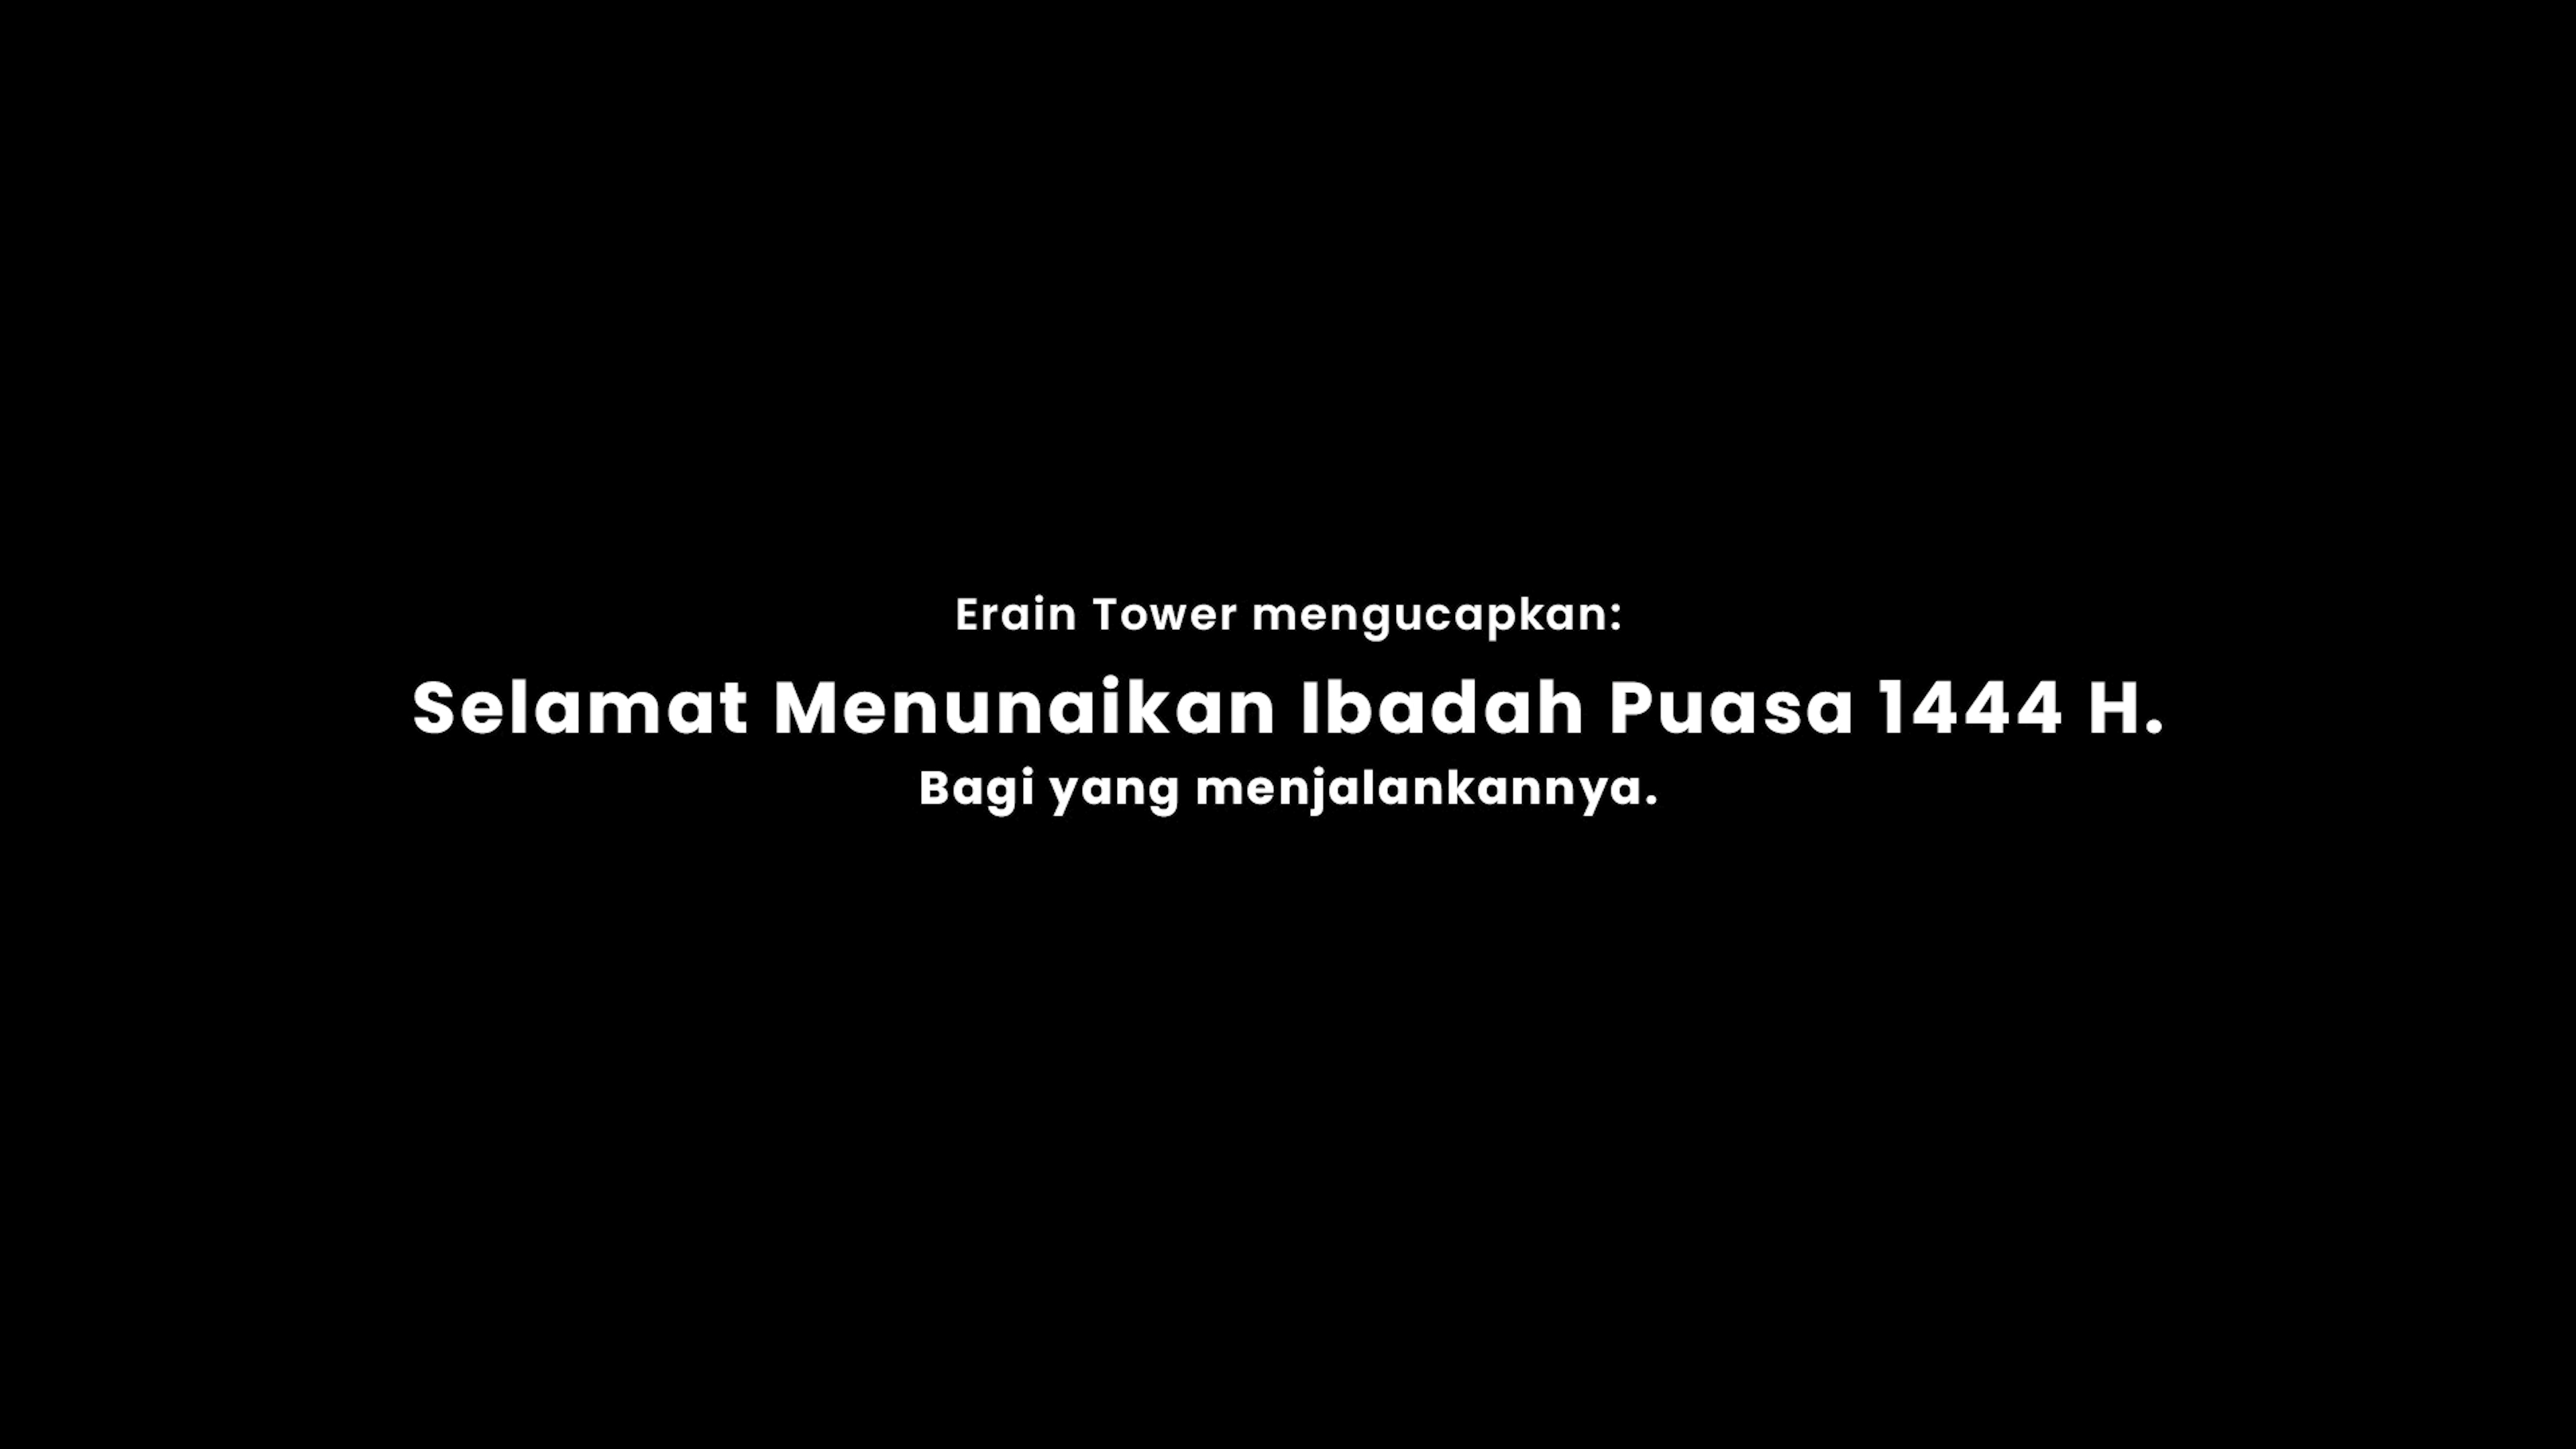 Erain Tower mengucapkan:
Selamat Menunaikan Ibadah Puasa 1444 H.
Bagi yang menjalankannya.